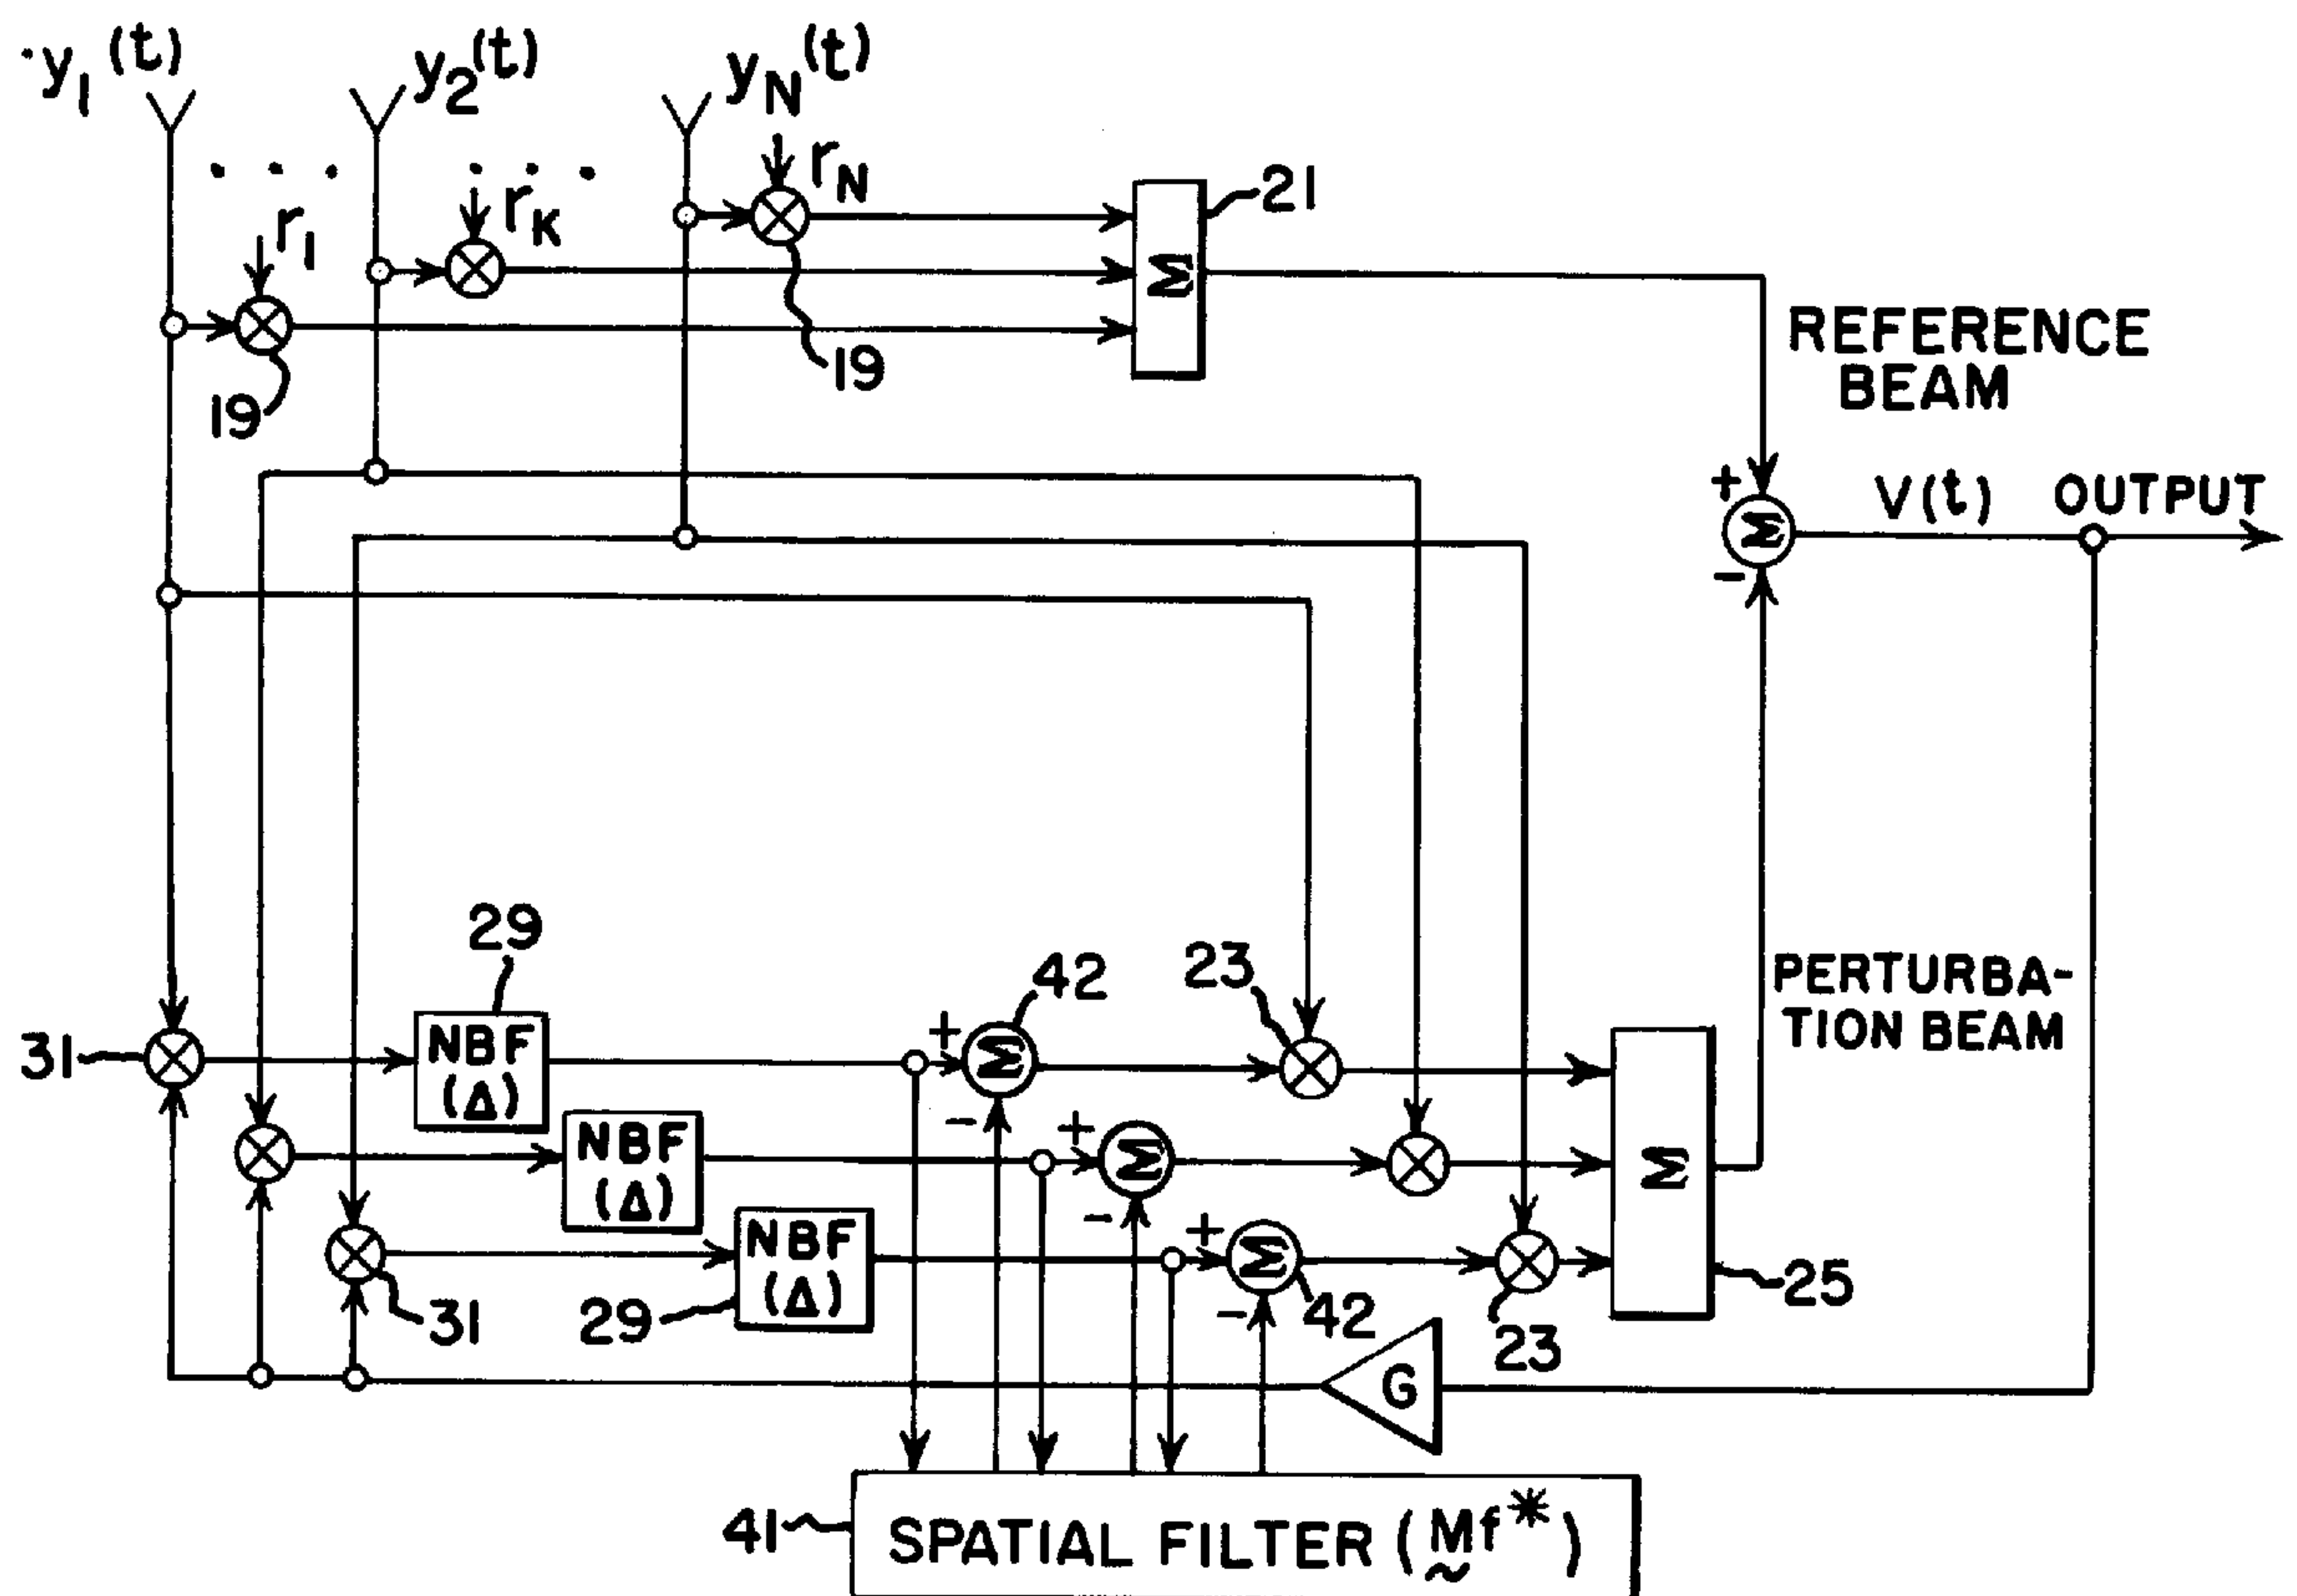 y1(t) y2(t) yN(t)
r1 rK rN
21
Σ
19
19
REFERENCE
BEAM
+
V(t) OUTPUT
Σ
−
29
42
23
PERTURBA-
TION BEAM
31
NBF
(Δ)
+
Σ
−
NBF
(Δ)
+
Σ
−
Σ
NBF
(Δ)
+
Σ
−
31
29
42
23
25
G
41
SPATIAL FILTER (Mf*)